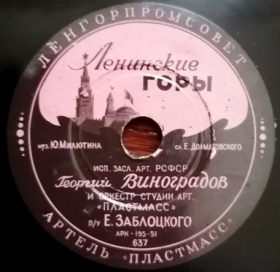 ЛЕНГОРПРОМСОВЕТ
Ленинские
ГОРЫ
муз. Ю. МИЛЮТИНА
сл. Е. ДОЛМАТОВСКОГО
ИСП. ЗАСЛ. АРТ. РСФСР
ГЕОРГИЙ ВИНОГРАДОВ
И ОРКЕСТР СТУДИИ АРТ.
"ПЛАСТМАСС"
П/У Е. ЗАБЛОЦКОГО
АРК-195-51
637
АРТЕЛЬ "ПЛАСТМАСС"